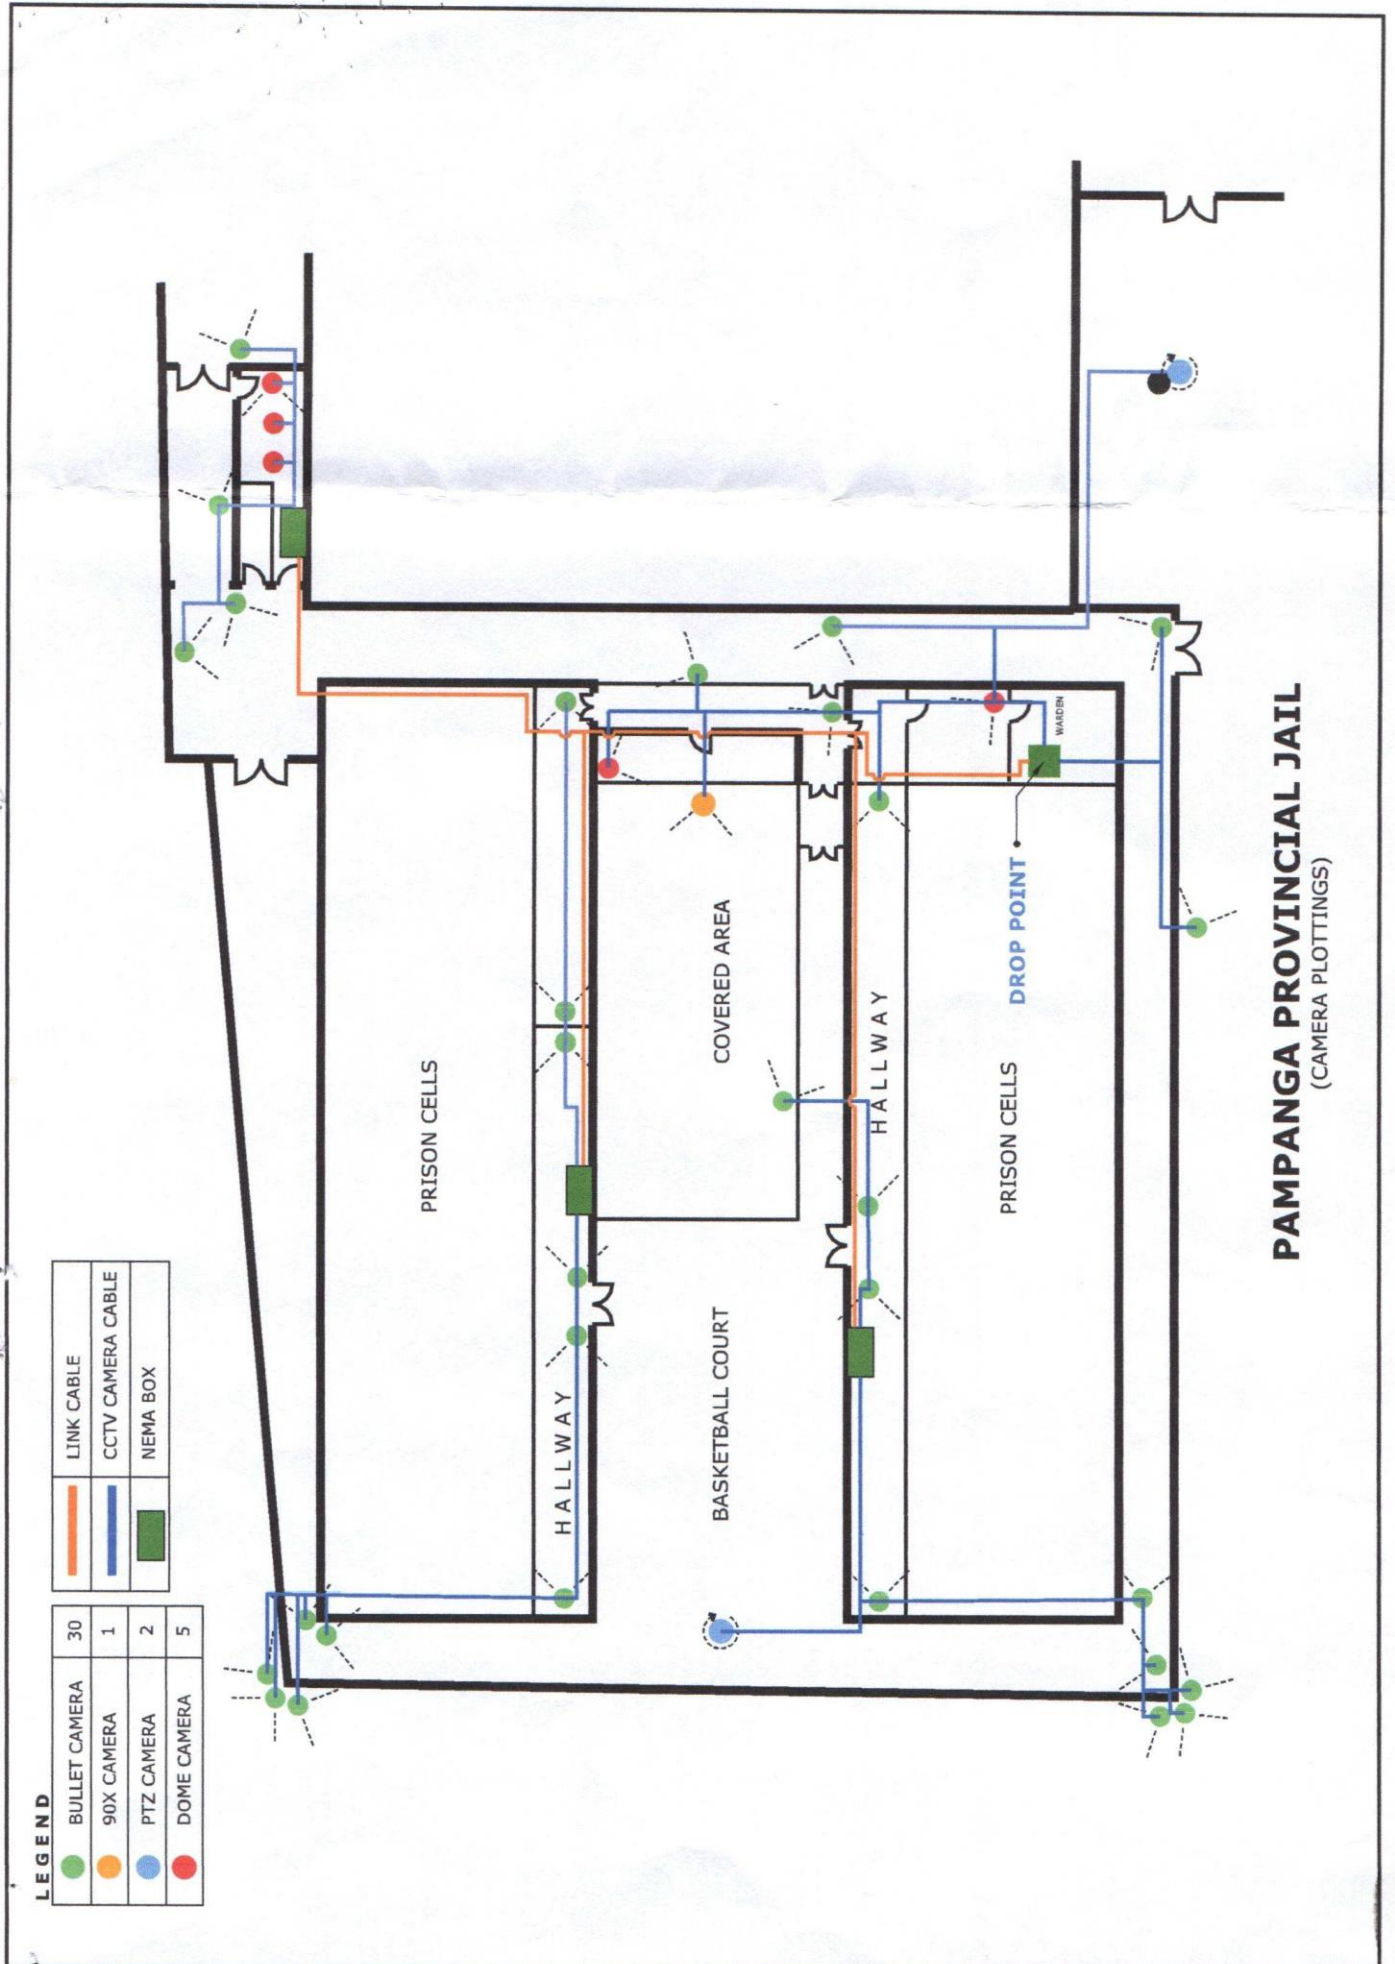 LEGEND
BULLET CAMERA 30
90X CAMERA 1
PTZ CAMERA 2
DOME CAMERA 5
LINK CABLE
CCTV CAMERA CABLE
NEMA BOX
PRISON CELLS
HALLWAY
BASKETBALL COURT
COVERED AREA
HALLWAY
PRISON CELLS
DROP POINT
WARDEN
PAMPANGA PROVINCIAL JAIL
(CAMERA PLOTTINGS)